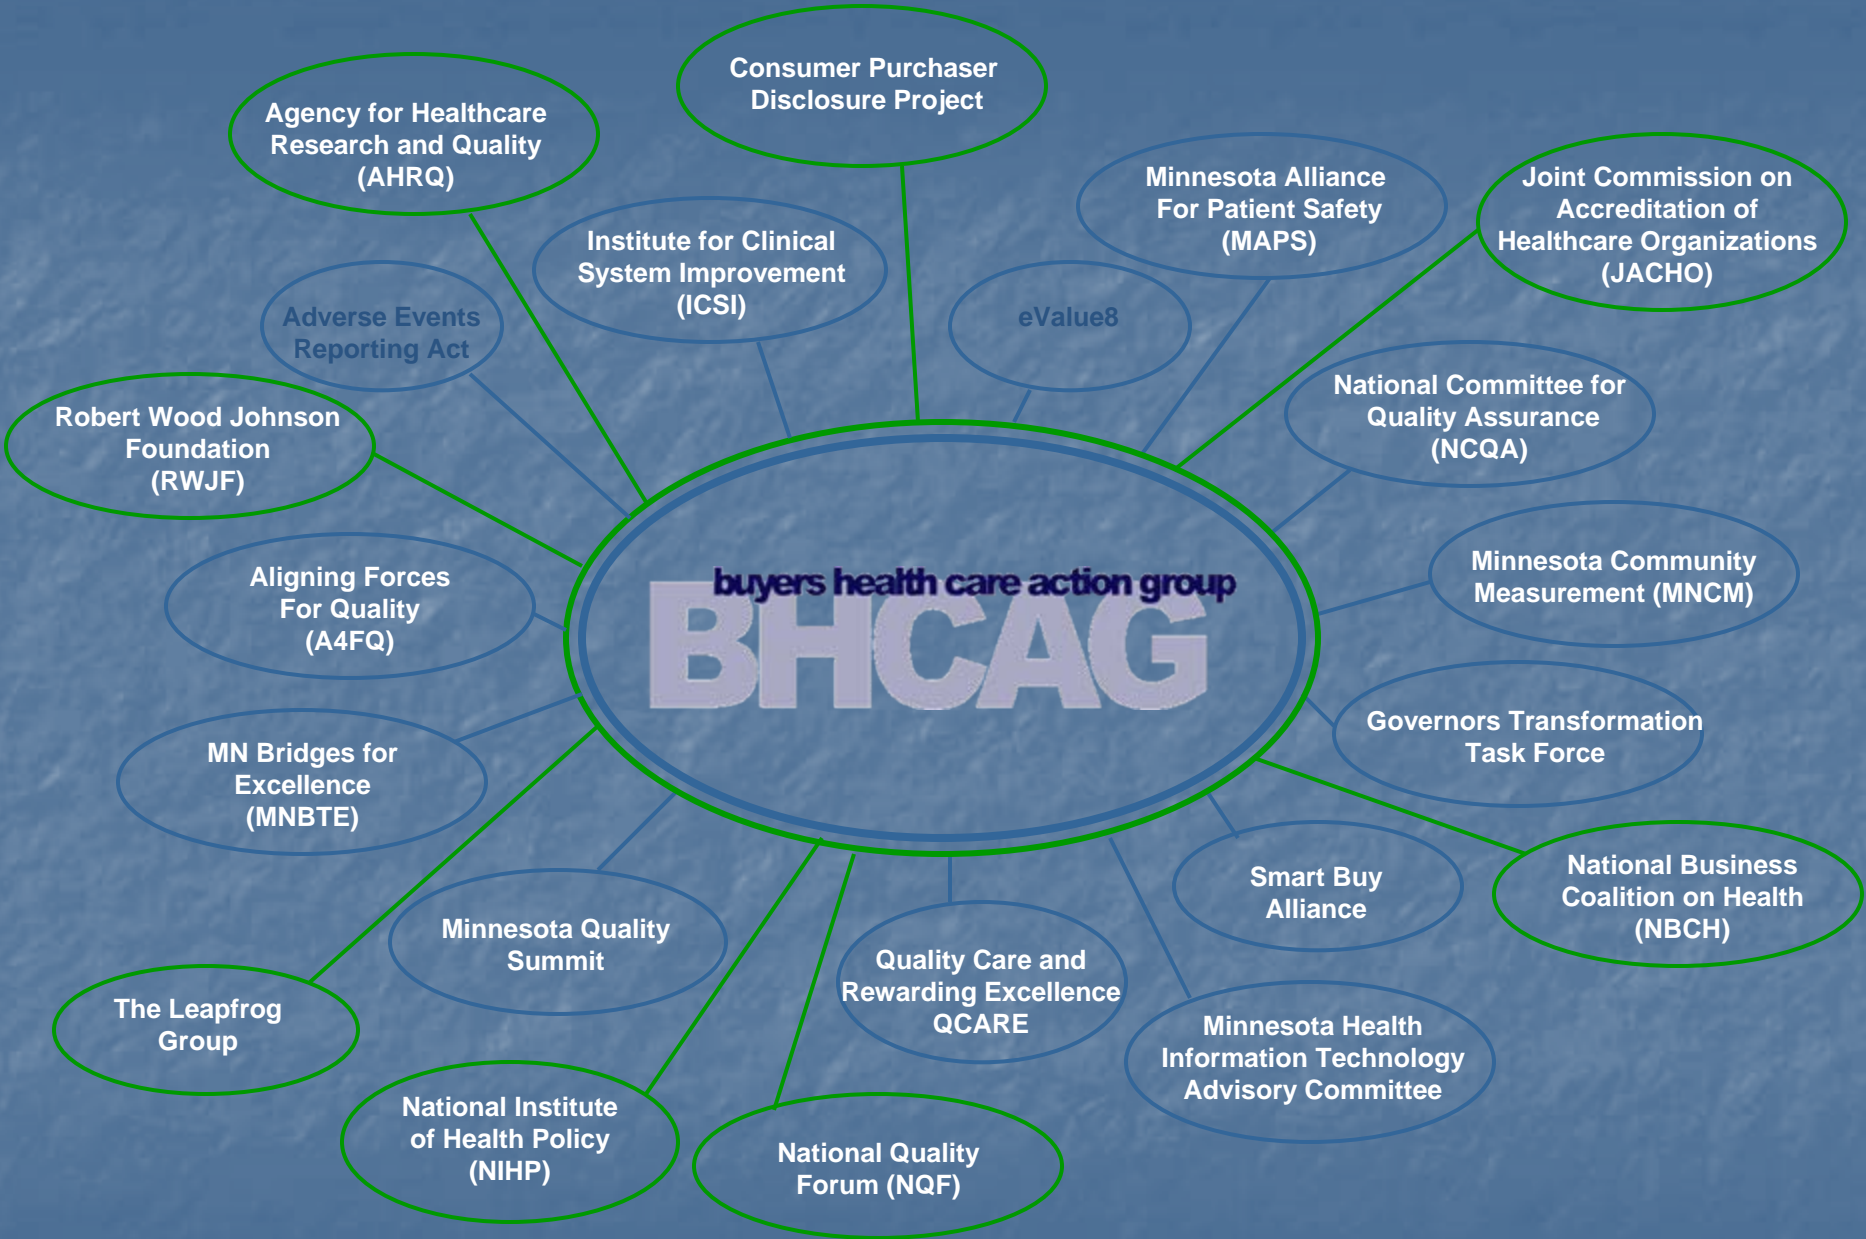 Consumer Purchaser
Disclosure Project
Agency for Healthcare
Research and Quality
(AHRQ)
Minnesota Alliance
For Patient Safety
(MAPS)
Joint Commission on
Accreditation of
Healthcare Organizations
(JACHO)
Institute for Clinical
System Improvement
(ICSI)
Adverse Events
Reporting Act
eValue8
National Committee for
Quality Assurance
(NCQA)
Robert Wood Johnson
Foundation
(RWJF)
Aligning Forces
For Quality
(A4FQ)
buyers health care action group
BHCAG
Minnesota Community
Measurement (MNCM)
Governors Transformation
Task Force
MN Bridges for
Excellence
(MNBTE)
Smart Buy
Alliance
National Business
Coalition on Health
(NBCH)
Minnesota Quality
Summit
Quality Care and
Rewarding Excellence
QCARE
The Leapfrog
Group
Minnesota Health
Information Technology
Advisory Committee
National Institute
of Health Policy
(NIHP)
National Quality
Forum (NQF)